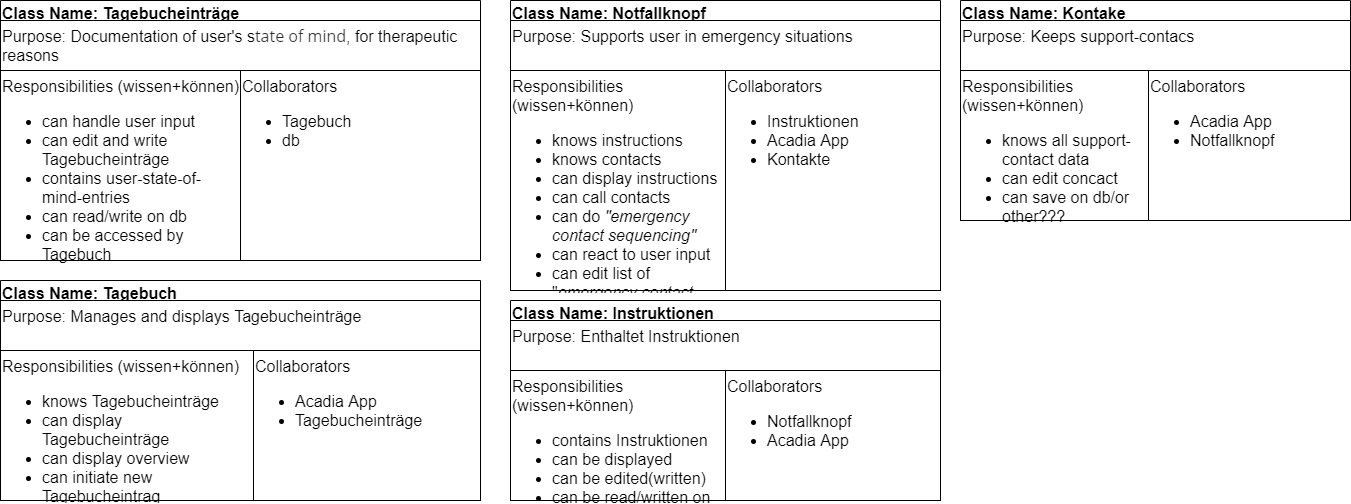 Class Name: Tagebucheinträge
Purpose: Documentation of user's state of mind, for therapeutic
reasons
Responsibilities (wissen+können)
can handle user input
can edit and write
Tagebucheinträge
contains user-state-of-
mind-entries
can read/write on db
can be accessed by
Tagebuch
Collaborators
Tagebuch
db
Class Name: Tagebuch
Purpose: Manages and displays Tagebucheinträge
Responsibilities (wissen+können)
knows Tagebucheinträge
can display
Tagebucheinträge
can display overview
can initiate new
Tagebucheintrag
Collaborators
Acadia App
Tagebucheinträge
Class Name: Notfallknopf
Purpose: Supports user in emergency situations
Responsibilities
(wissen+können)
knows instructions
knows contacts
can display instructions
can call contacts
can do "emergency
contact sequencing"
can react to user input
can edit list of
"emergency contact
Collaborators
Instruktionen
Acadia App
Kontakte
Class Name: Instruktionen
Purpose: Enthaltet Instruktionen
Responsibilities
(wissen+können)
contains Instruktionen
can be displayed
can be edited(written)
can be read/written on
Collaborators
Notfallknopf
Acadia App
Class Name: Kontake
Purpose: Keeps support-contacs
Responsibilities
(wissen+können)
knows all support-
contact data
can edit concact
can save on db/or
other???
Collaborators
Acadia App
Notfallknopf